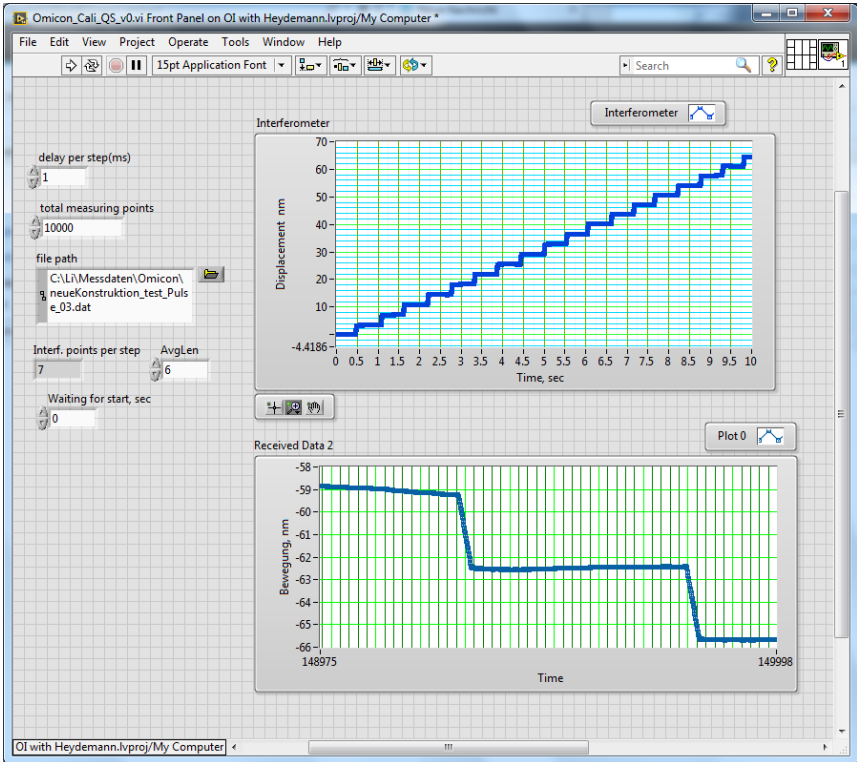 Omicon_Cali_QS_v0.vi Front Panel on OI with Heydemann.lvproj/My Computer *
File Edit View Project Operate Tools Window Help
15pt Application Font
Search
1
Interferometer
Interferometer
delay per step(ms)
1
total measuring points
10000
file path
C:\Li\Messdaten\Omicon\
neueKonstruktion_test_Puls
e_03.dat
Interf. points per step AvgLen
7 6
Waiting for start, sec
0
Displacement nm
70
60
50
40
30
20
10
-4.4186
0 0.5 1 1.5 2 2.5 3 3.5 4 4.5 5 5.5 6 6.5 7 7.5 8 8.5 9 9.5 10
Time, sec
Plot 0
Received Data 2
Bewegung, nm
-58
-59
-60
-61
-62
-63
-64
-65
-66
148975 149998
Time
OI with Heydemann.lvproj/My Computer